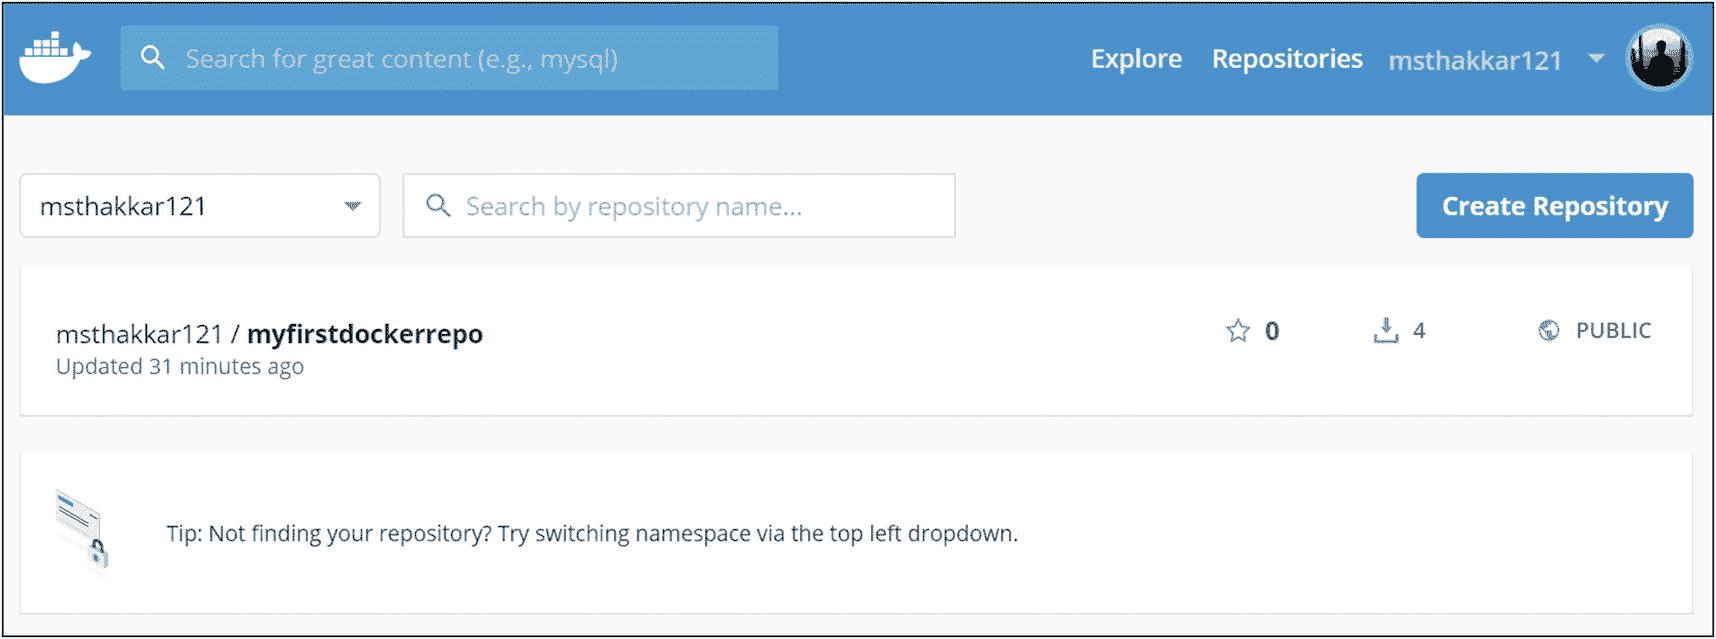 Search for great content (e.g., mysql) Explore Repositories msthakkar121
msthakkar121 Search by repository name... Create Repository
msthakkar121 / myfirstdockerrepo 0 4 PUBLIC
Updated 31 minutes ago
Tip: Not finding your repository? Try switching namespace via the top left dropdown.